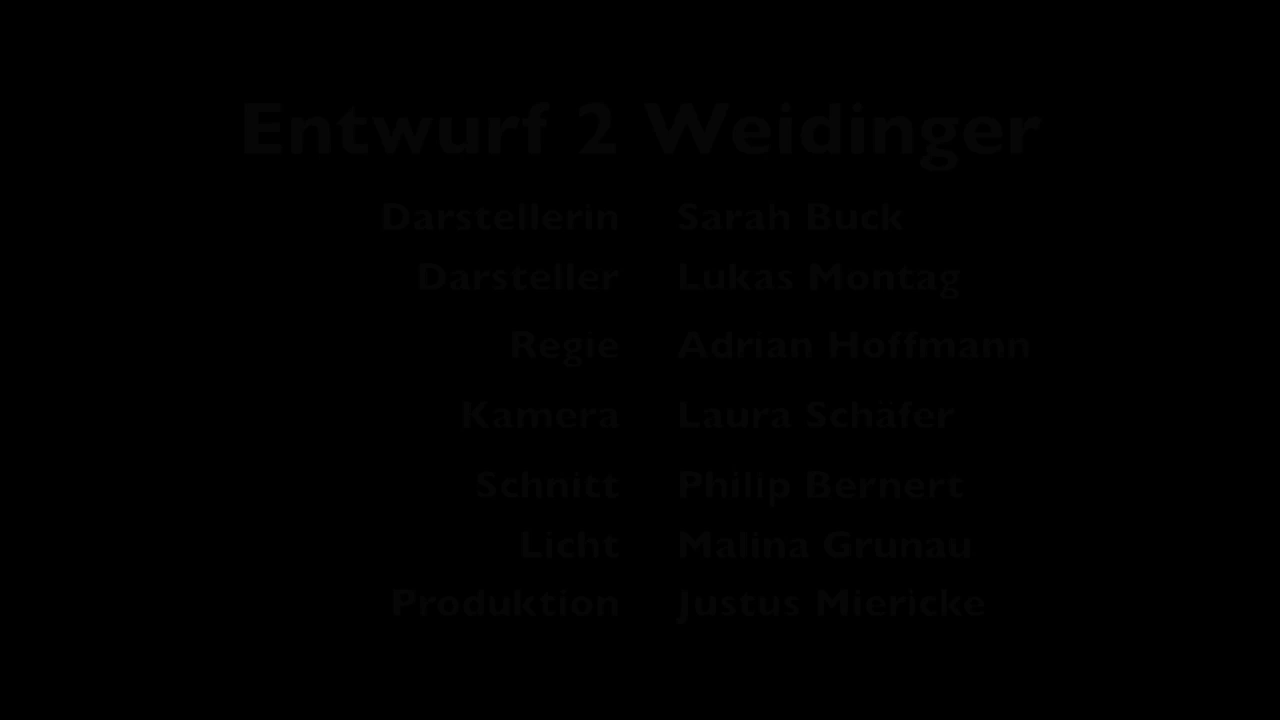 Entwurf 2 Weidinger
Darstellerin Sarah Buck
Darsteller Lukas Montag
Regie Adrian Hoffmann
Kamera Laura Schäfer
Schnitt Philip Bernert
Licht Malina Grunau
Produktion Justus Miericke